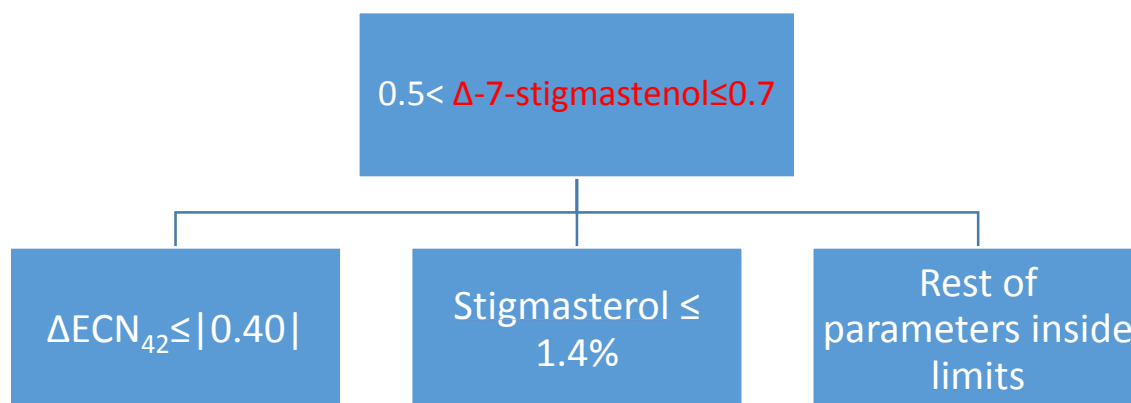 0.5< Δ-7-stigmastenol≤0.7
ΔECN₄₂≤|0.40|
Stigmasterol ≤
1.4%
Rest of
parameters inside
limits